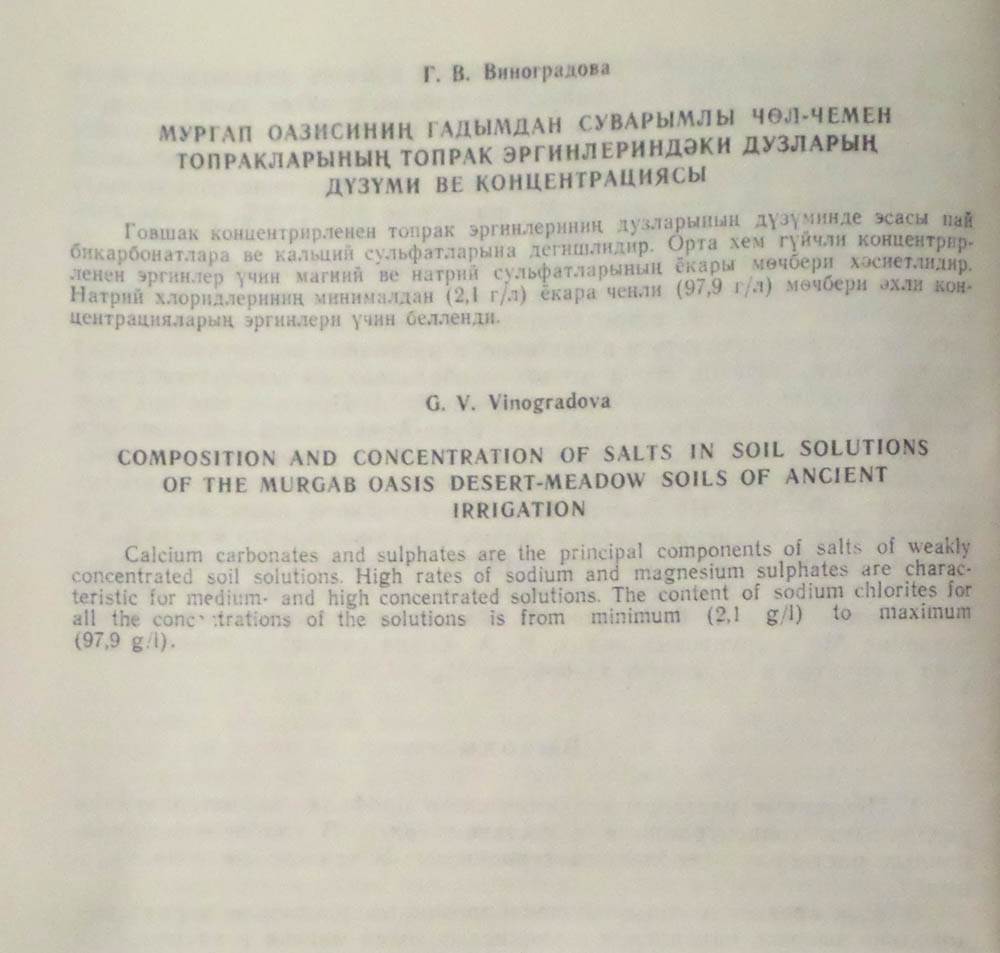 Г. В. Виноградова
МУРГАП ОАЗИСИНИҢ ГАДЫМДАН СУВАРЫМЛЫ ЧӨЛ-ЧЕМЕН
ТОПРАКЛАРЫНЫҢ ТОПРАК ЭРГИНЛЕРИНДӘКИ ДУЗЛАРЫҢ
ДҮЗҮМИ ВЕ КОНЦЕНТРАЦИЯСЫ
Говшак концентрирленен топрак эргинлериниң дузларының дүзүминде эсасы пай
бикарбонатлара ве кальций сульфатларына дегишлидир. Орта хем гүйчли концентрир-
ленен эргинлер үчин магний ве натрий сульфатларының ёкары мөчбери хәсиетлидир.
Натрий хлоридлериниң минималдан (2,1 г/л) ёкара ченли (97,9 г/л) мөчбери әхли кон-
центрацияларың эргинлери үчин белленди.
G. V. Vinogradova
COMPOSITION AND CONCENTRATION OF SALTS IN SOIL SOLUTIONS
OF THE MURGAB OASIS DESERT-MEADOW SOILS OF ANCIENT
IRRIGATION
Calcium carbonates and sulphates are the principal components of salts of weakly
concentrated soil solutions. High rates of sodium and magnesium sulphates are charac-
teristic for medium- and high concentrated solutions. The content of sodium chlorites for
all the of the solutions is from minimum (2,1 g/l) to maximum
(97,9 g/l).